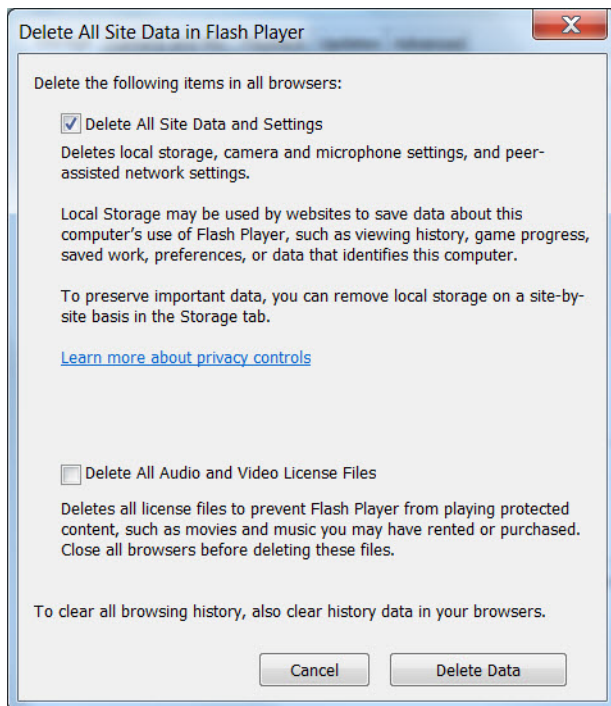 Delete All Site Data in Flash Player
Delete the following items in all browsers:
Delete All Site Data and Settings
Deletes local storage, camera and microphone settings, and peer-
assisted network settings.
Local Storage may be used by websites to save data about this
computer's use of Flash Player, such as viewing history, game progress,
saved work, preferences, or data that identifies this computer.
To preserve important data, you can remove local storage on a site-by-
site basis in the Storage tab.
Learn more about privacy controls
Delete All Audio and Video License Files
Deletes all license files to prevent Flash Player from playing protected
content, such as movies and music you may have rented or purchased.
Close all browsers before deleting these files.
To clear all browsing history, also clear history data in your browsers.
Cancel
Delete Data